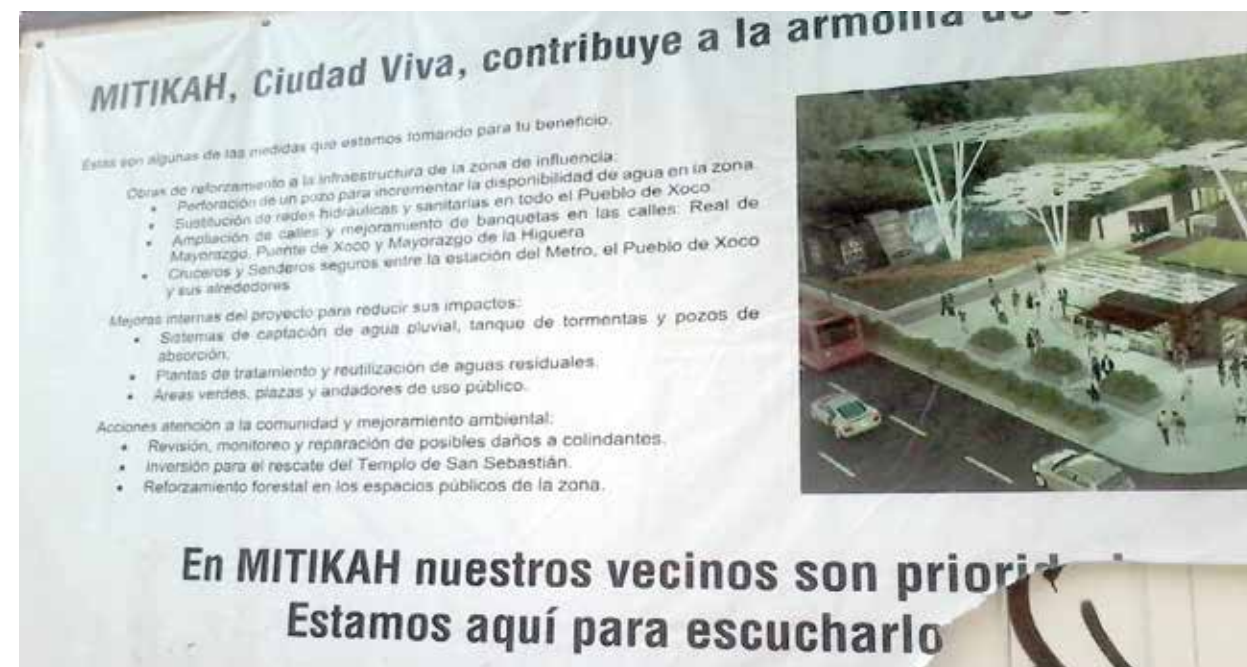 MITIKAH, Ciudad Viva, contribuye a la armonía de
Estas son algunas de las medidas que estamos tomando para tu beneficio.
Obras de reforzamiento a la infraestructura de la zona de influencia:
• Perforación de un pozo para incrementar la disponibilidad de agua en la zona.
• Sustitución de redes hidráulicas y sanitarias en todo el Pueblo de Xoco
• Ampliación de calles y mejoramiento de banquetas en las calles: Real de
Mayorazgo, Puente de Xoco y Mayorazgo de la Higuera
• Cruceros y Senderos seguros entre la estación del Metro, el Pueblo de Xoco
y sus alrededores
Mejoras internas del proyecto para reducir sus impactos:
• Sistemas de captación de agua pluvial, tanque de tormentas y pozos de
absorción.
• Plantas de tratamiento y reutilización de aguas residuales.
• Áreas verdes, plazas y andadores de uso público.
Acciones atención a la comunidad y mejoramiento ambiental:
• Revisión, monitoreo y reparación de posibles daños a colindantes.
• Inversión para el rescate del Templo de San Sebastián.
• Reforzamiento forestal en los espacios públicos de la zona.
En MITIKAH nuestros vecinos son priorid
Estamos aquí para escucharlo